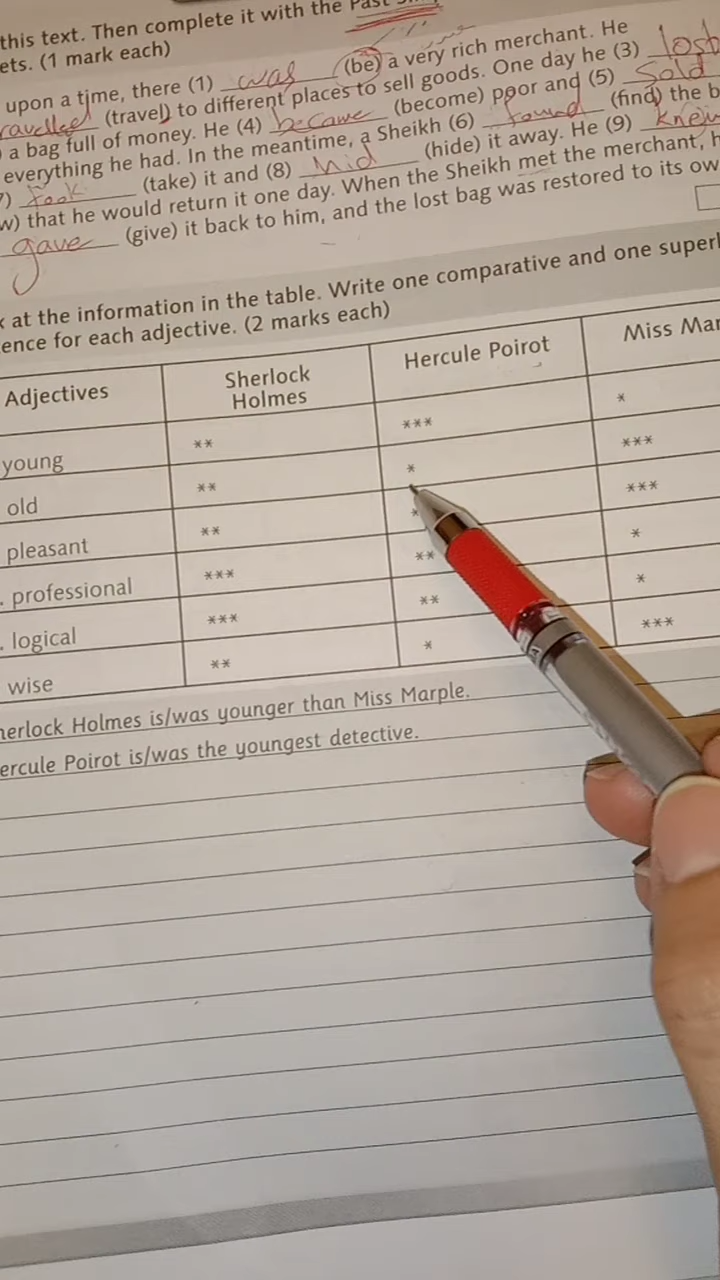 this text. Then complete it with the Past
ets. (1 mark each)
upon a time, there (1) was (be) a very rich merchant. He
ravelled (travel) to different places to sell goods. One day he (3) lost
a bag full of money. He (4) became (become) poor and (5) Sold
everything he had. In the meantime, a Sheikh (6) found (find) the b
7) took (take) it and (8) hid (hide) it away. He (9) knew
w) that he would return it one day. When the Sheikh met the merchant, h
gave (give) it back to him, and the lost bag was restored to its ow
k at the information in the table. Write one comparative and one superl
ence for each adjective. (2 marks each)
Adjectives Sherlock Holmes Hercule Poirot Miss Mar
young ** *** *
old ** * ***
pleasant ** * ***
. professional *** ** *
. logical *** ** *
wise ** * ***
herlock Holmes is/was younger than Miss Marple.
ercule Poirot is/was the youngest detective.